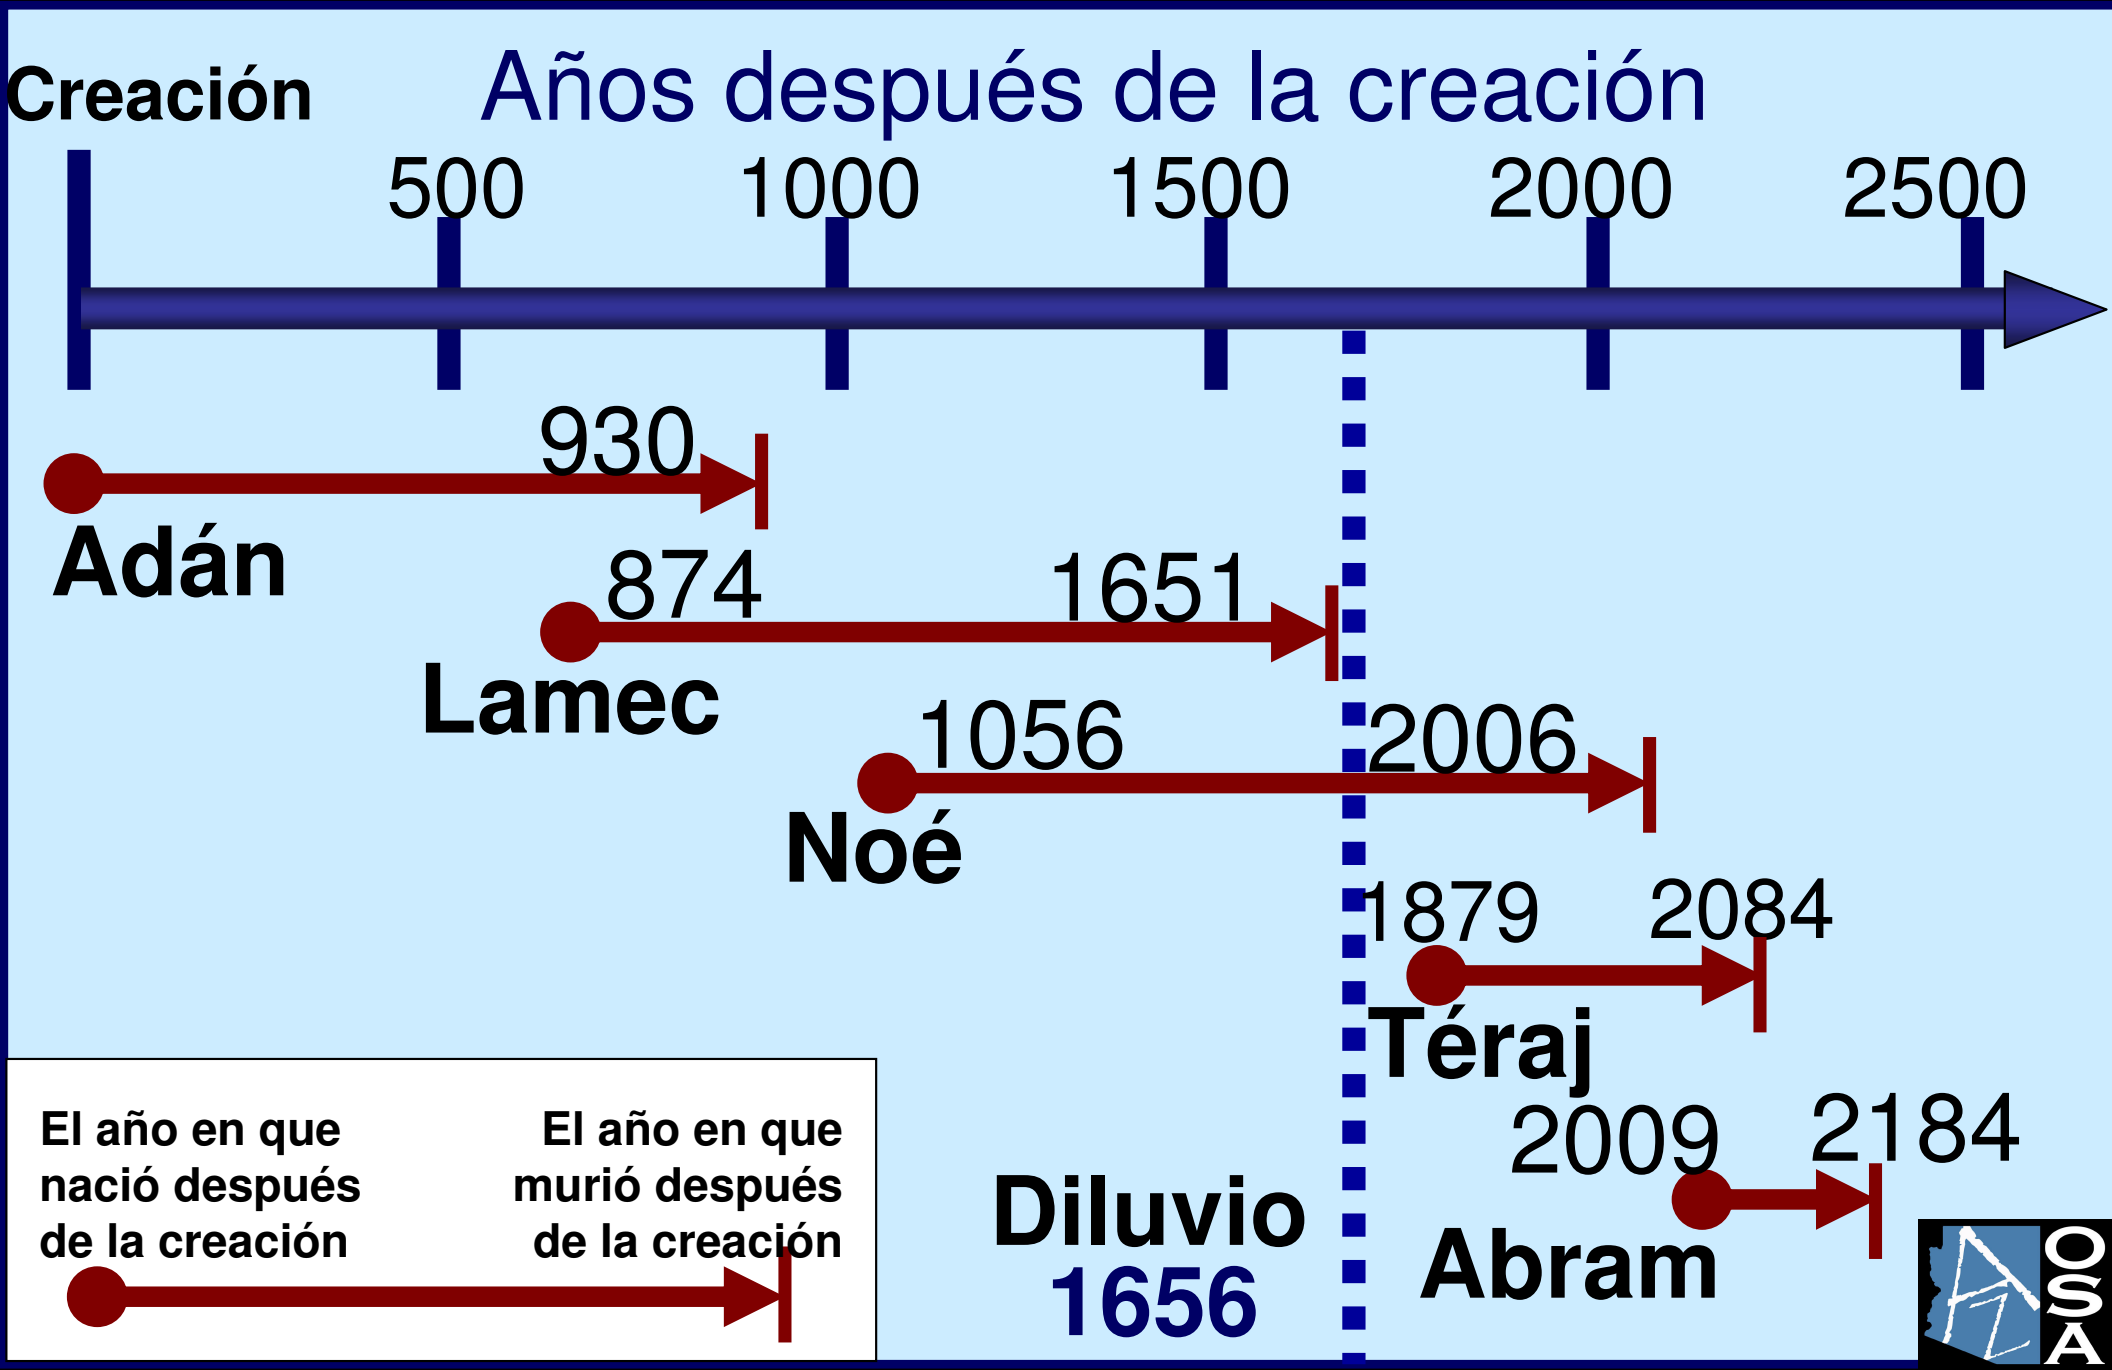 Creación
Años después de la creación
500 1000 1500 2000 2500
930
Adán
874 1651
Lamec
1056 2006
Noé
1879 2084
Téraj
2009 2184
Abram
Diluvio
1656
El año en que
nació después
de la creación
El año en que
murió después
de la creación
AZ
OSA